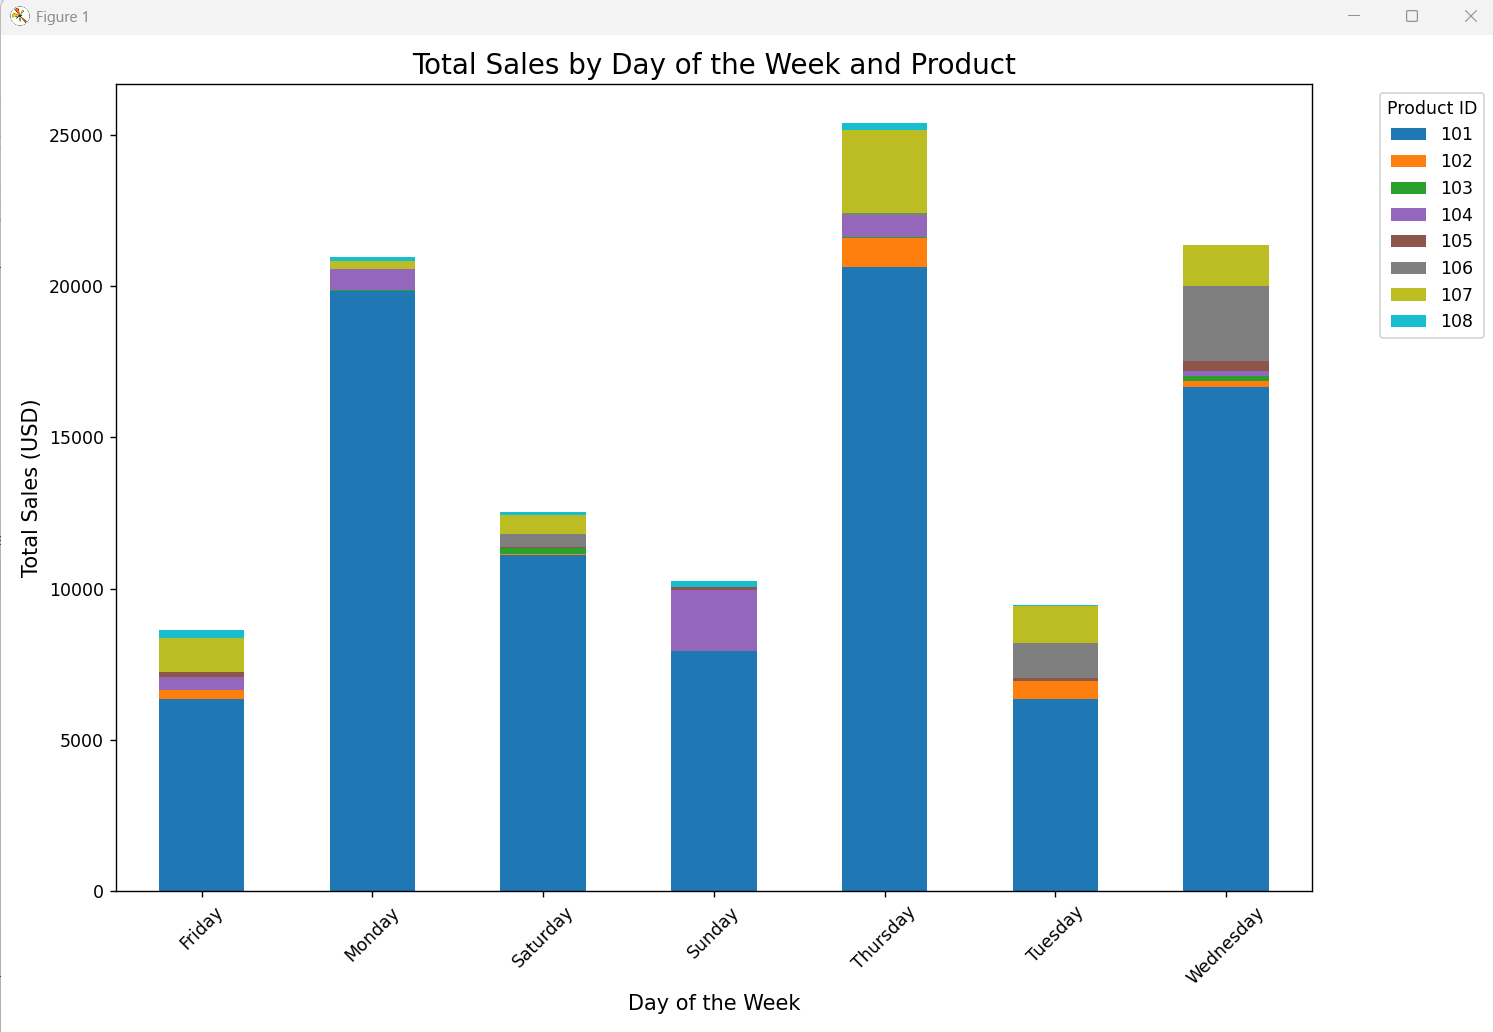 Figure 1
Total Sales by Day of the Week and Product
Product ID
101
102
103
104
105
106
107
108
Total Sales (USD)
25000
20000
15000
10000
5000
0
Friday
Monday
Saturday
Sunday
Thursday
Tuesday
Wednesday
Day of the Week